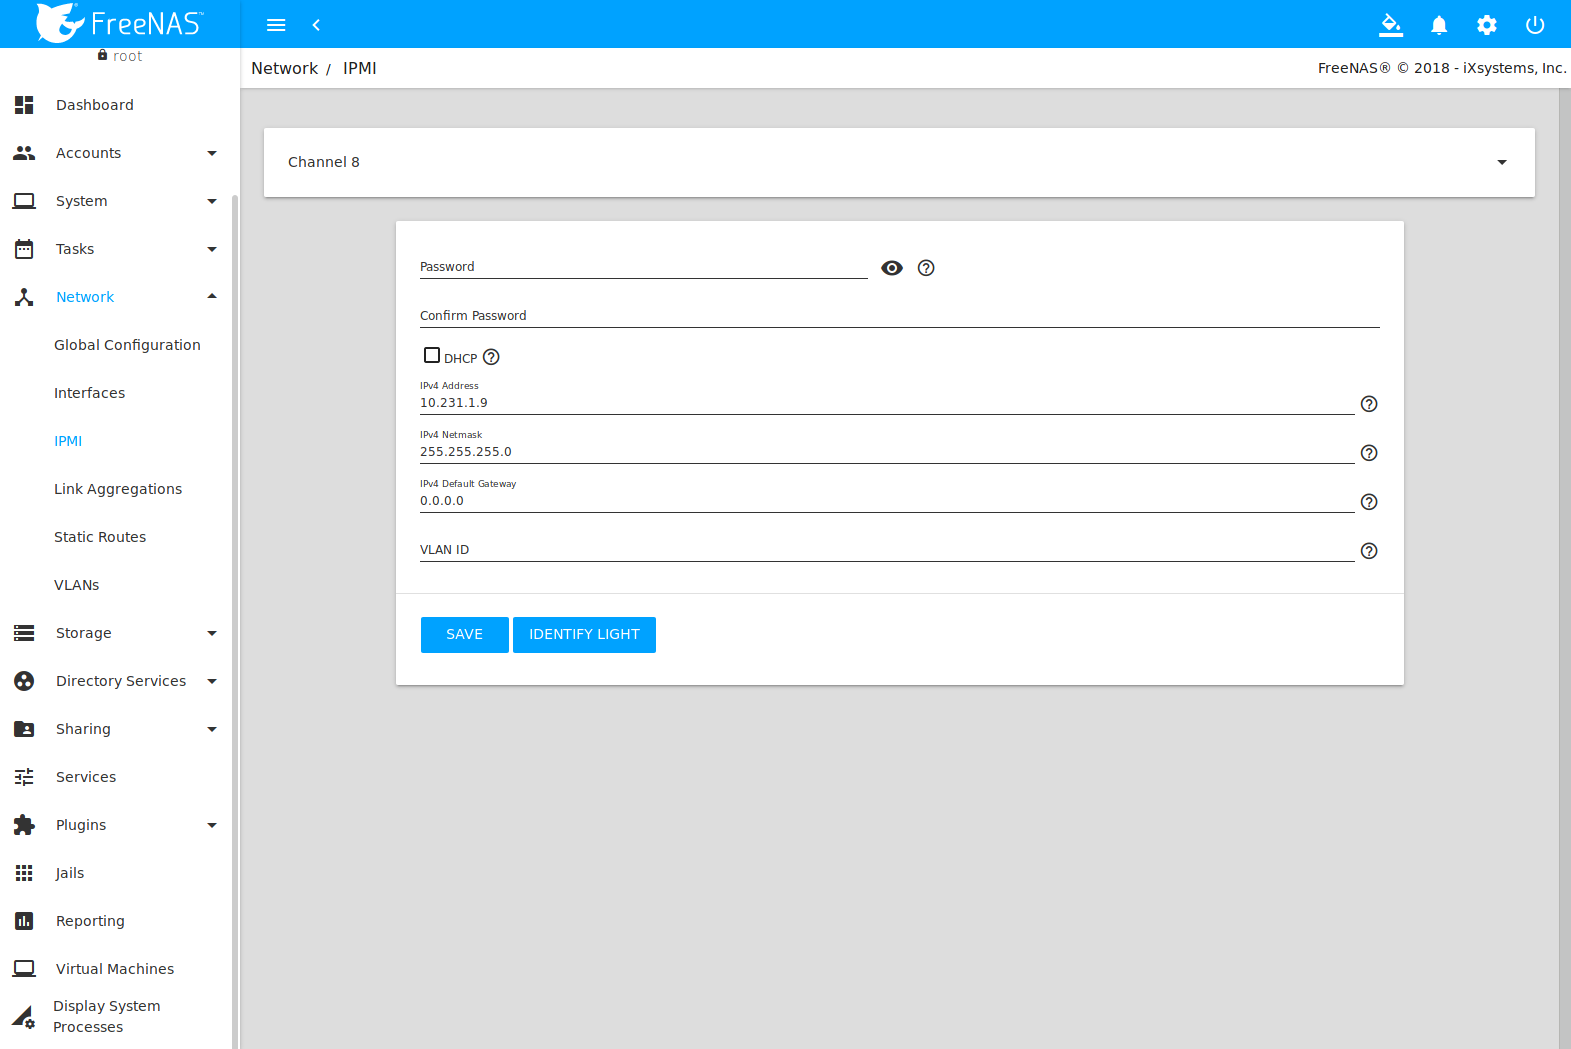 FreeNAS™
root
Network / IPMI
FreeNAS® © 2018 - iXsystems, Inc.
Dashboard
Accounts
System
Tasks
Network
Global Configuration
Interfaces
IPMI
Link Aggregations
Static Routes
VLANs
Storage
Directory Services
Sharing
Services
Plugins
Jails
Reporting
Virtual Machines
Display System
Processes
Channel 8
Password
Confirm Password
DHCP
IPv4 Address
10.231.1.9
IPv4 Netmask
255.255.255.0
IPv4 Default Gateway
0.0.0.0
VLAN ID
SAVE
IDENTIFY LIGHT